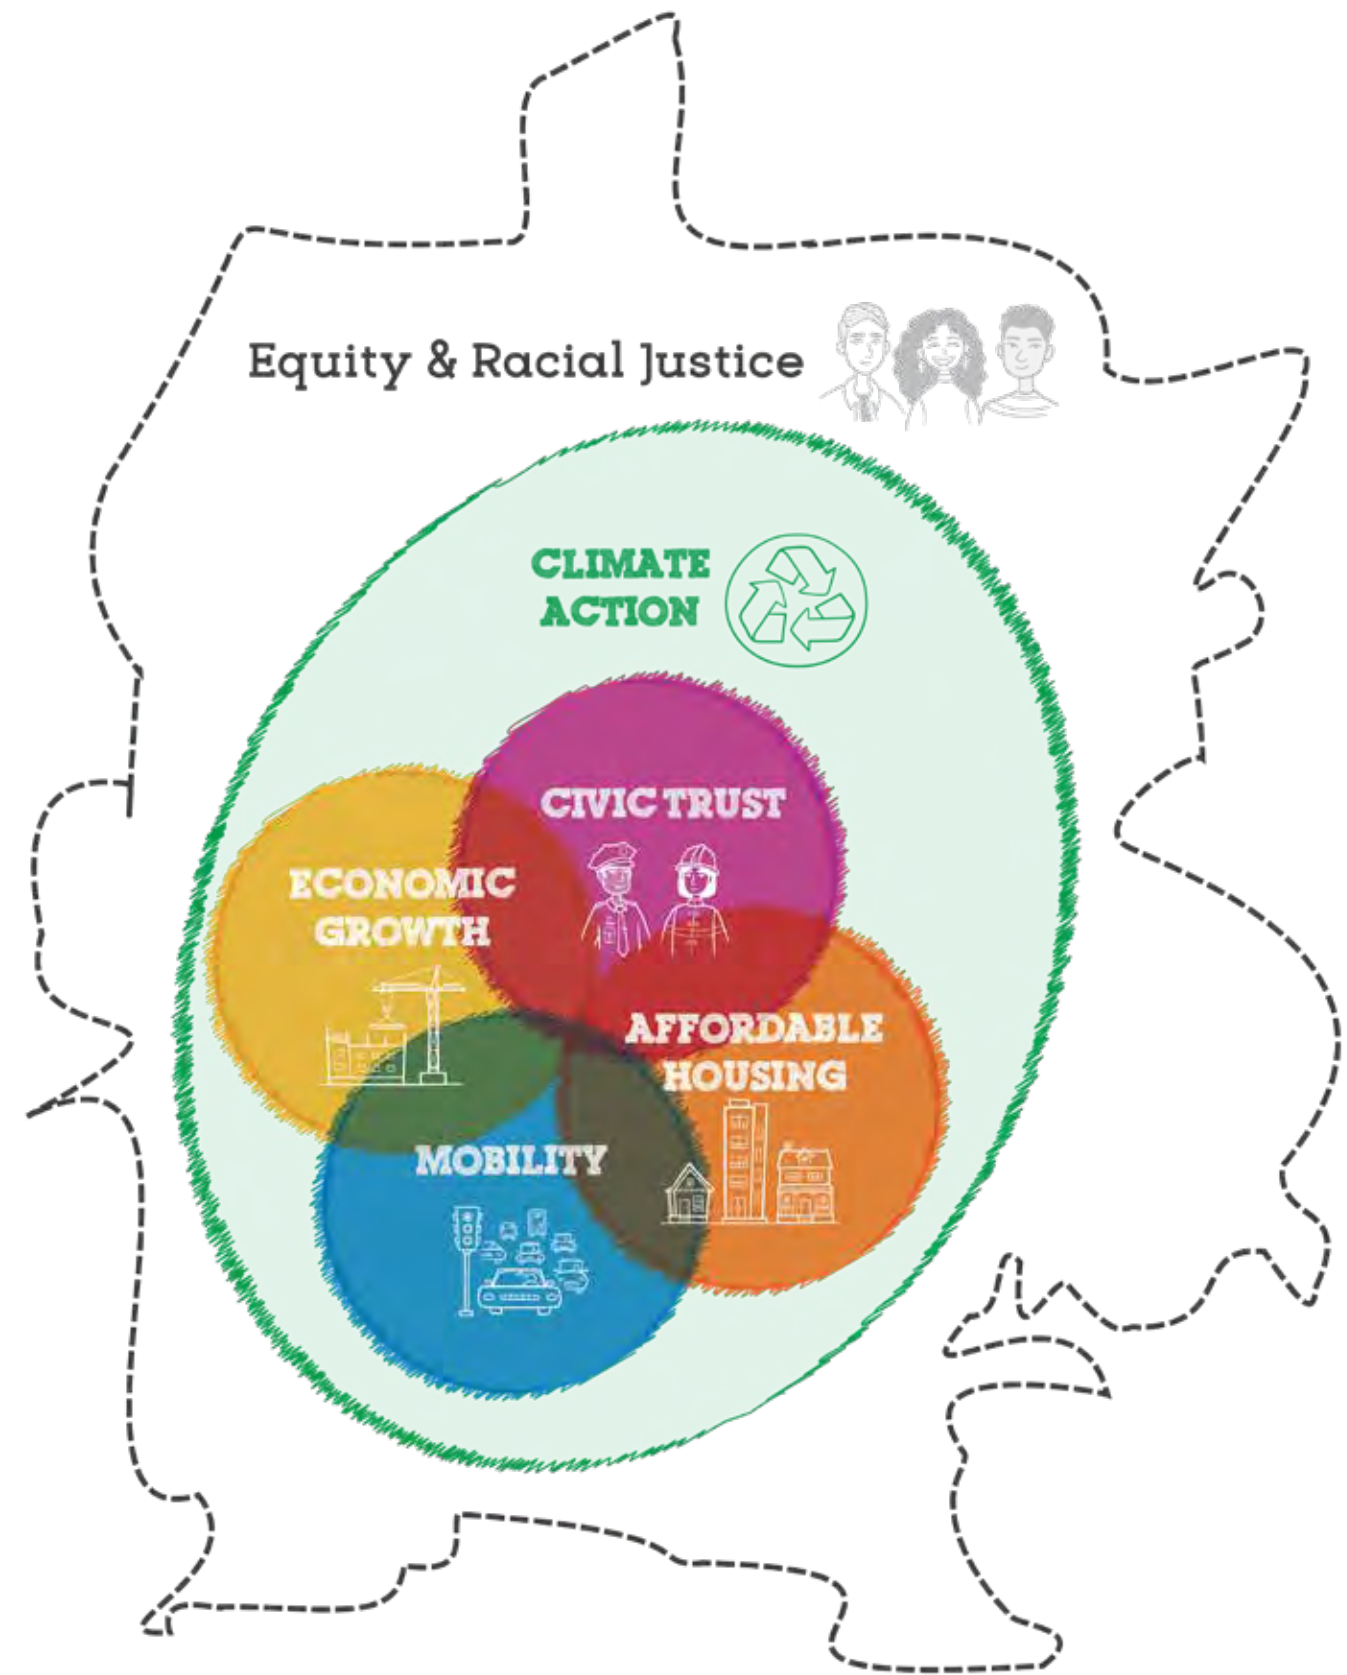 Equity & Racial Justice
CLIMATE
ACTION
CIVIC TRUST
ECONOMIC
GROWTH
AFFORDABLE
HOUSING
MOBILITY